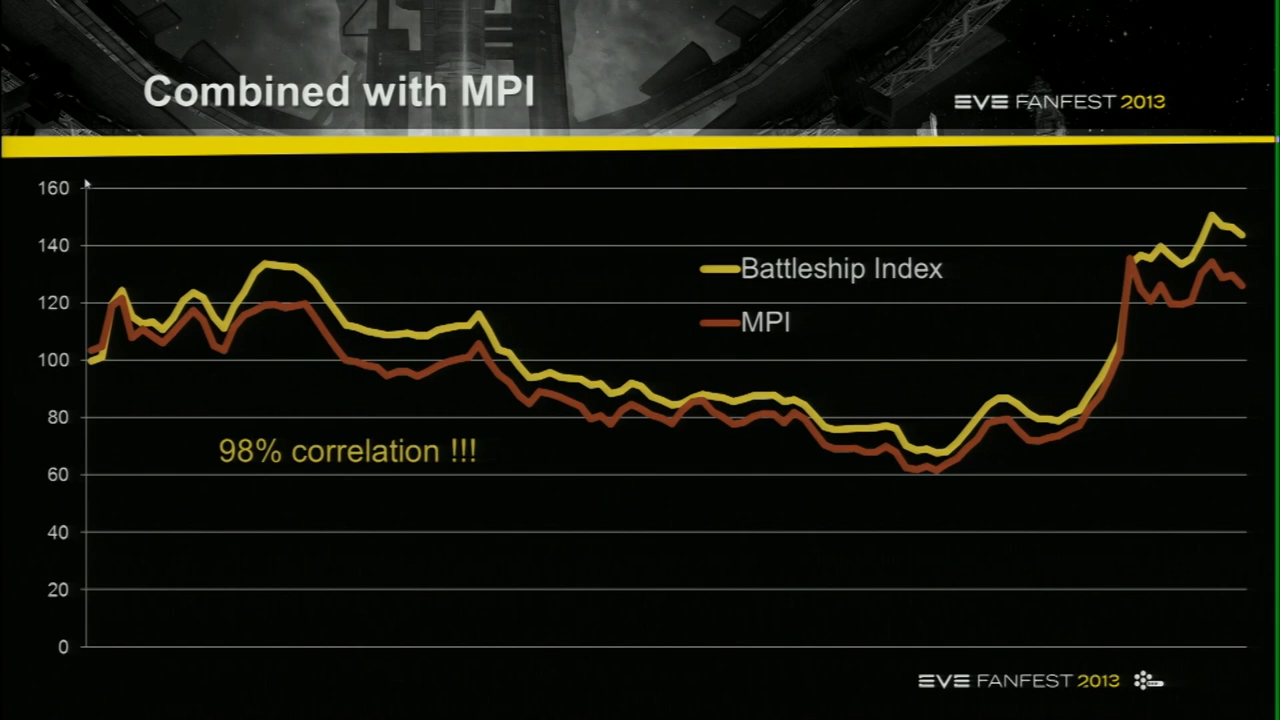 Combined with MPI
EVE FANFEST 2013
160
140
120
100
80
60
40
20
0
Battleship Index
MPI
98% correlation !!!
EVE FANFEST 2013